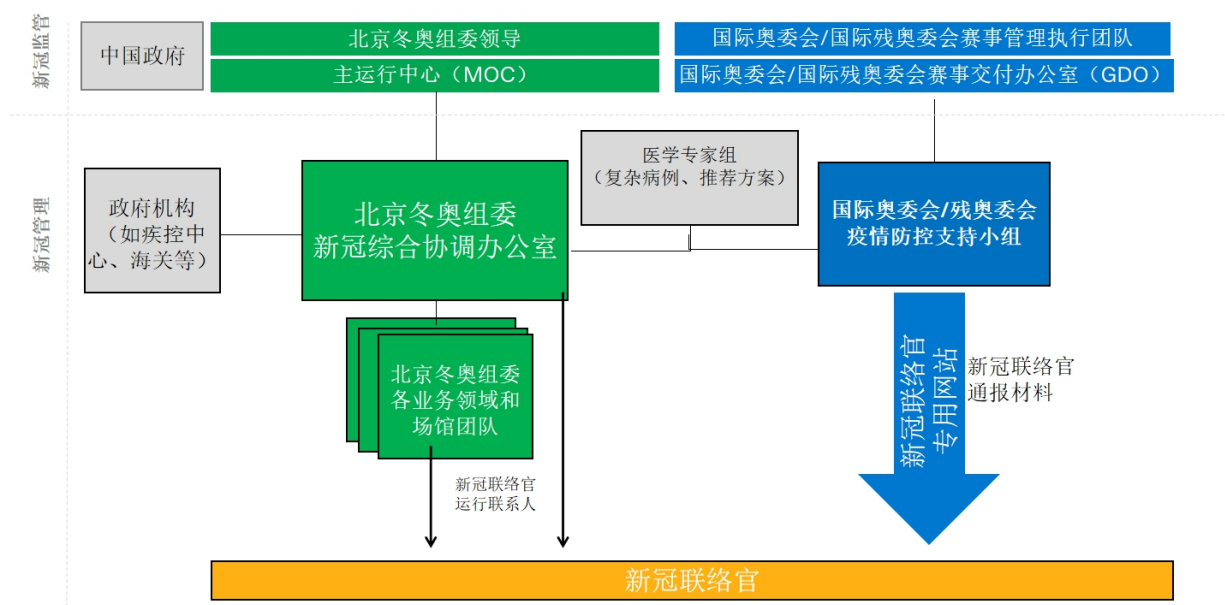 新冠监管
中国政府
北京冬奥组委领导
主运行中心（MOC）
国际奥委会/国际残奥委会赛事管理执行团队
国际奥委会/国际残奥委会赛事交付办公室（GDO）
新冠管理
政府机构
（如疾控中
心、海关等）
北京冬奥组委
新冠综合协调办公室
医学专家组
（复杂病例、推荐方案）
国际奥委会/残奥委会
疫情防控支持小组
北京冬奥组委
各业务领域和
场馆团队
新冠联络官
运行联系人
新冠联络官
专用网站
新冠联络官
通报材料
新冠联络官